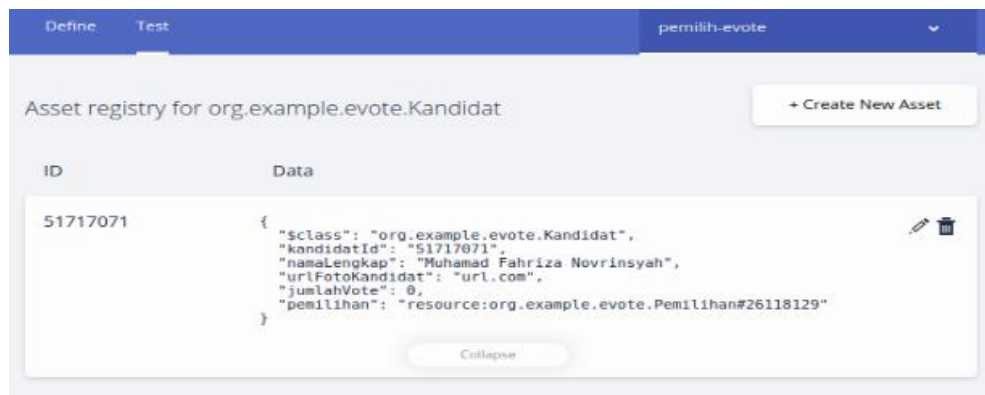 Define Test pemilih-evote
Asset registry for org.example.evote.Kandidat + Create New Asset
ID Data
51717071 {
"$class": "org.example.evote.Kandidat",
"kandidatId": "51717071",
"namaLengkap": "Muhamad Fahriza Novrinsyah",
"urlFotoKandidat": "url.com",
"jumlahVote": 0,
"pemilihan": "resource:org.example.evote.Pemilihan#26118129"
}
Collapse